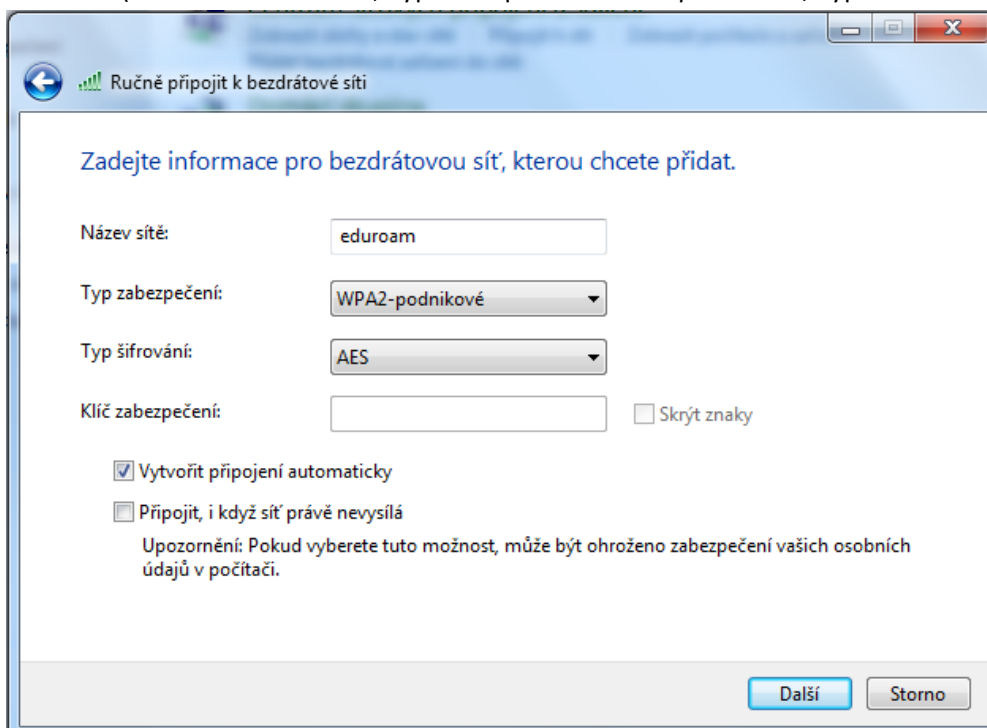 Ručně připojit k bezdrátové síti
Zadejte informace pro bezdrátovou síť, kterou chcete přidat.
Název sítě:
eduroam
Typ zabezpečení:
WPA2-podnikové
Typ šifrování:
AES
Klíč zabezpečení:
Skrýt znaky
Vytvořit připojení automaticky
Připojit, i když síť právě nevysílá
Upozornění: Pokud vyberete tuto možnost, může být ohroženo zabezpečení vašich osobních
údajů v počítači.
Další
Storno